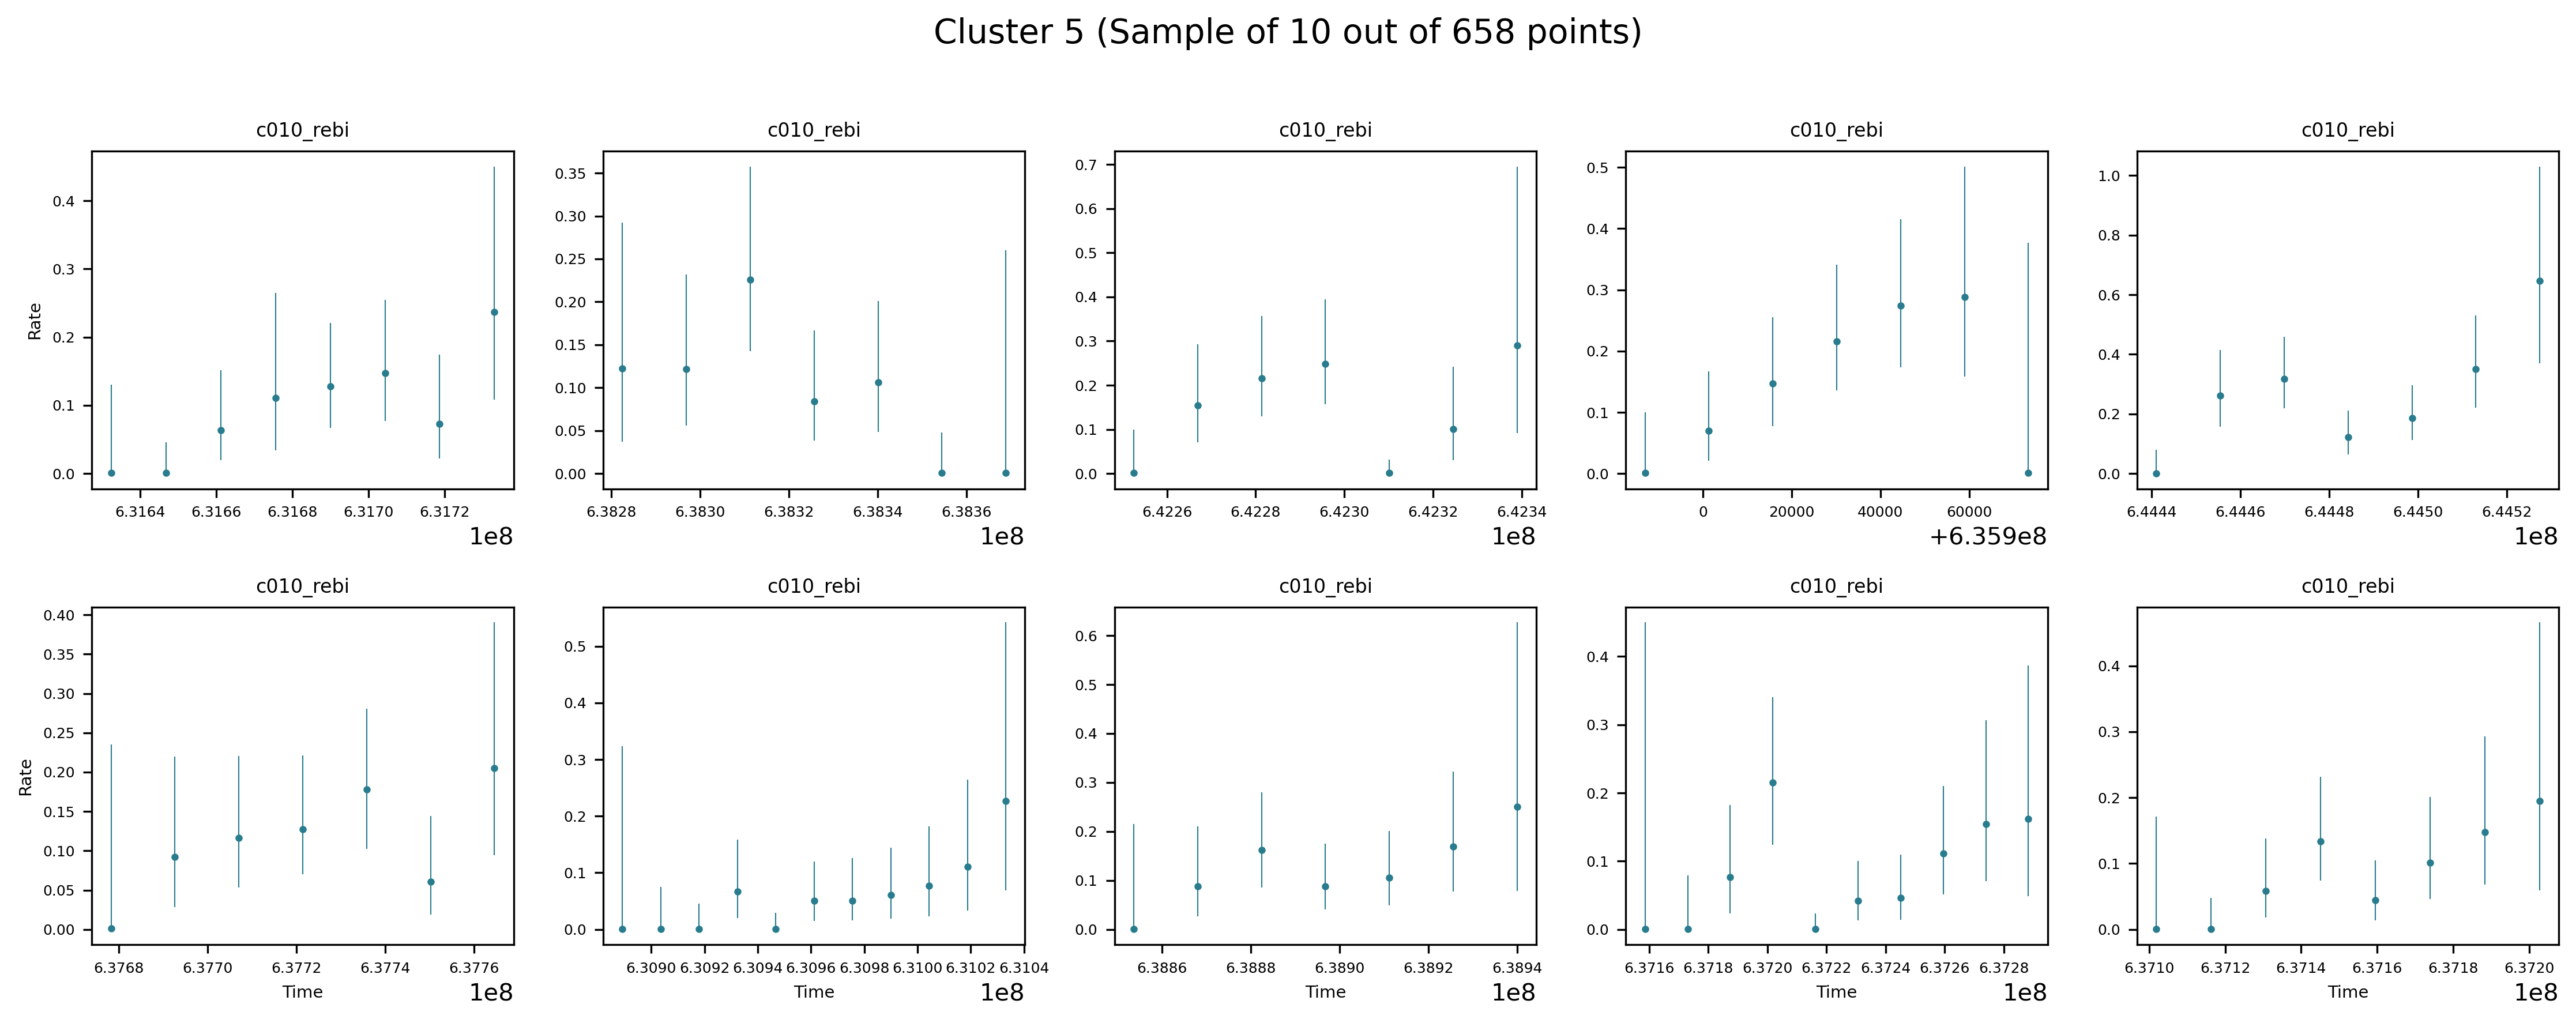 Cluster 5 (Sample of 10 out of 658 points)
c010_rebi c010_rebi c010_rebi c010_rebi c010_rebi
Rate
0.4
0.3
0.2
0.1
0.0
6.3164 6.3166 6.3168 6.3170 6.3172
1e8
0.35
0.30
0.25
0.20
0.15
0.10
0.05
0.00
6.3828 6.3830 6.3832 6.3834 6.3836
1e8
0.7
0.6
0.5
0.4
0.3
0.2
0.1
0.0
6.4226 6.4228 6.4230 6.4232 6.4234
1e8
0.5
0.4
0.3
0.2
0.1
0.0
0 20000 40000 60000
+6.359e8
1.0
0.8
0.6
0.4
0.2
0.0
6.4444 6.4446 6.4448 6.4450 6.4452
1e8
c010_rebi c010_rebi c010_rebi c010_rebi c010_rebi
Rate
0.40
0.35
0.30
0.25
0.20
0.15
0.10
0.05
0.00
6.3768 6.3770 6.3772 6.3774 6.3776
Time
1e8
0.5
0.4
0.3
0.2
0.1
0.0
6.3090 6.3092 6.3094 6.3096 6.3098 6.3100 6.3102 6.3104
Time
1e8
0.6
0.5
0.4
0.3
0.2
0.1
0.0
6.3886 6.3888 6.3890 6.3892 6.3894
Time
1e8
0.4
0.3
0.2
0.1
0.0
6.3716 6.3718 6.3720 6.3722 6.3724 6.3726 6.3728
Time
1e8
0.4
0.3
0.2
0.1
0.0
6.3710 6.3712 6.3714 6.3716 6.3718 6.3720
Time
1e8